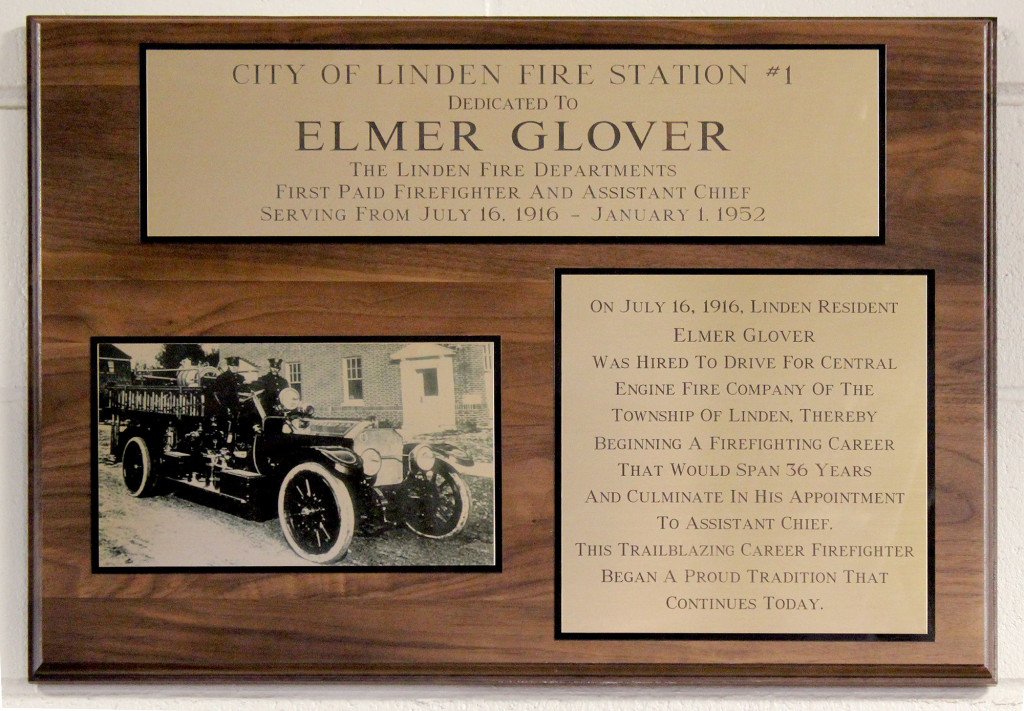 CITY OF LINDEN FIRE STATION #1
DEDICATED TO
ELMER GLOVER
THE LINDEN FIRE DEPARTMENTS
FIRST PAID FIREFIGHTER AND ASSISTANT CHIEF
SERVING FROM JULY 16, 1916 - JANUARY 1, 1952
ON JULY 16, 1916, LINDEN RESIDENT
ELMER GLOVER
WAS HIRED TO DRIVE FOR CENTRAL
ENGINE FIRE COMPANY OF THE
TOWNSHIP OF LINDEN, THEREBY
BEGINNING A FIREFIGHTING CAREER
THAT WOULD SPAN 36 YEARS
AND CULMINATE IN HIS APPOINTMENT
TO ASSISTANT CHIEF.
THIS TRAILBLAZING CAREER FIREFIGHTER
BEGAN A PROUD TRADITION THAT
CONTINUES TODAY.